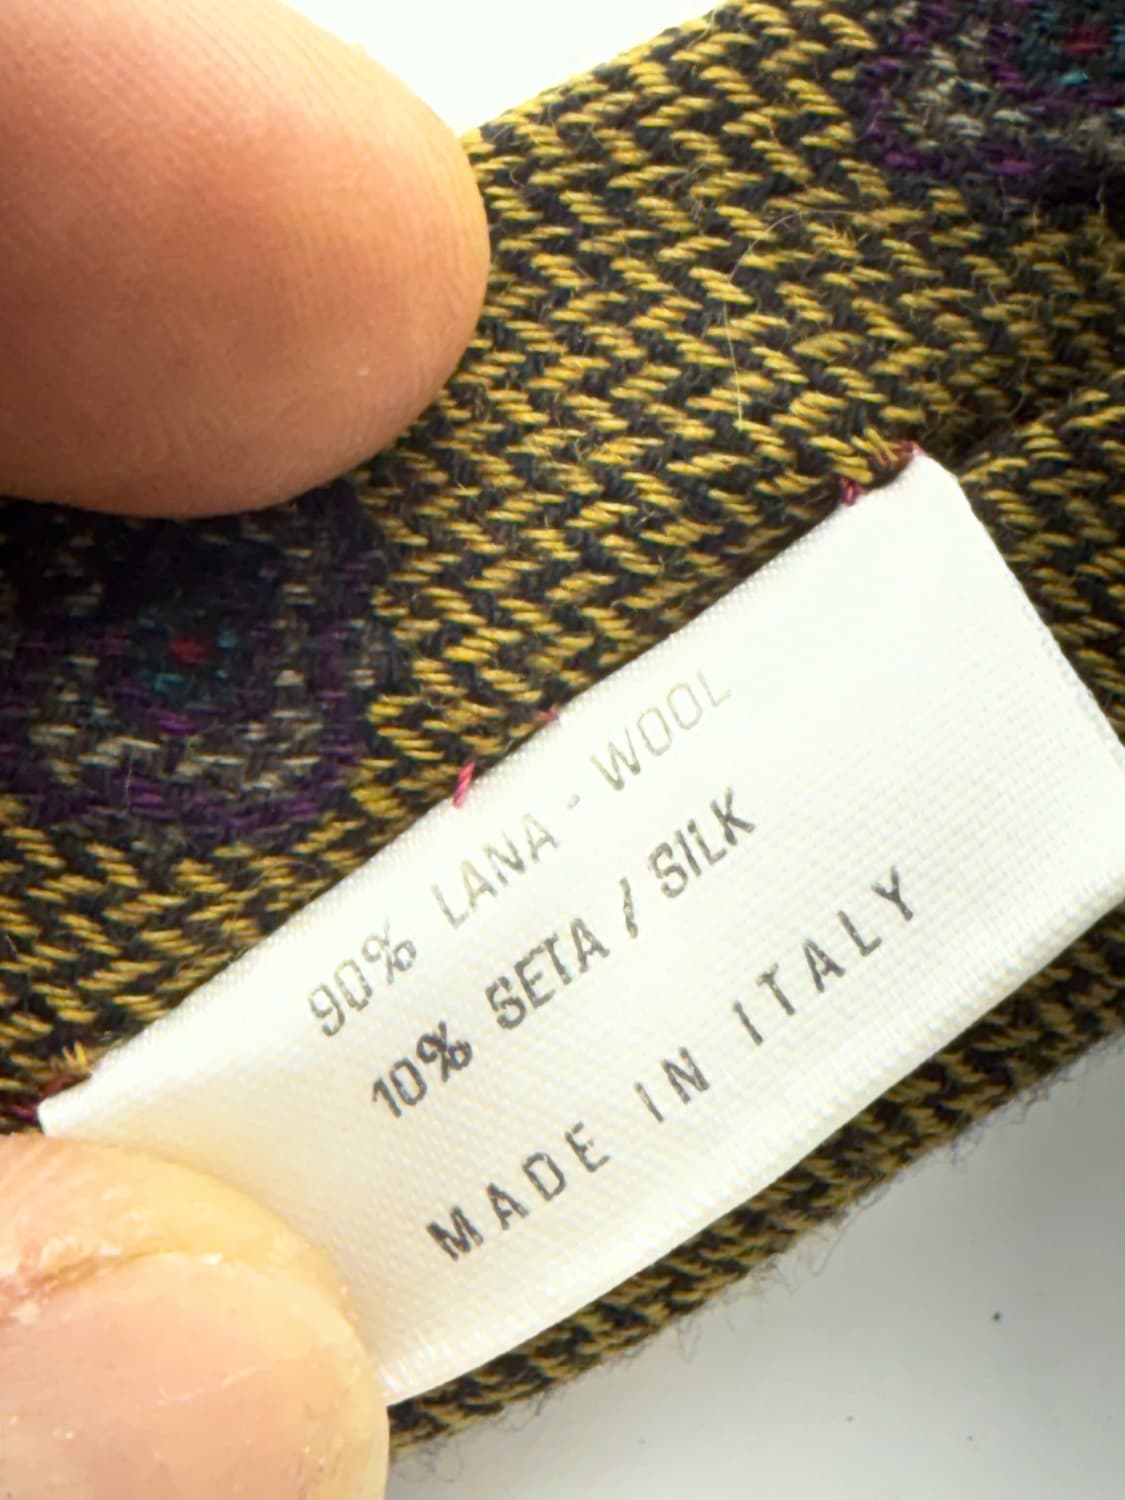 90% LANA - WOOL
10% SETA / SILK
MADE IN ITALY